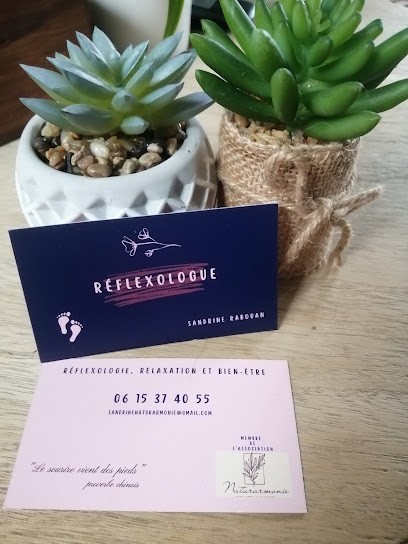 RÉFLEXOLOGUE
SANDRINE RABOUAN
RÉFLEXOLOGIE, RELAXATION ET BIEN-ÊTRE
06 15 37 40 55
SANDRINENATURARMONIE@GMAIL.COM
MEMBRE
DE
L'ASSOCIATION
"Le sourire vient des pieds"
proverbe chinois
Naturarmonie